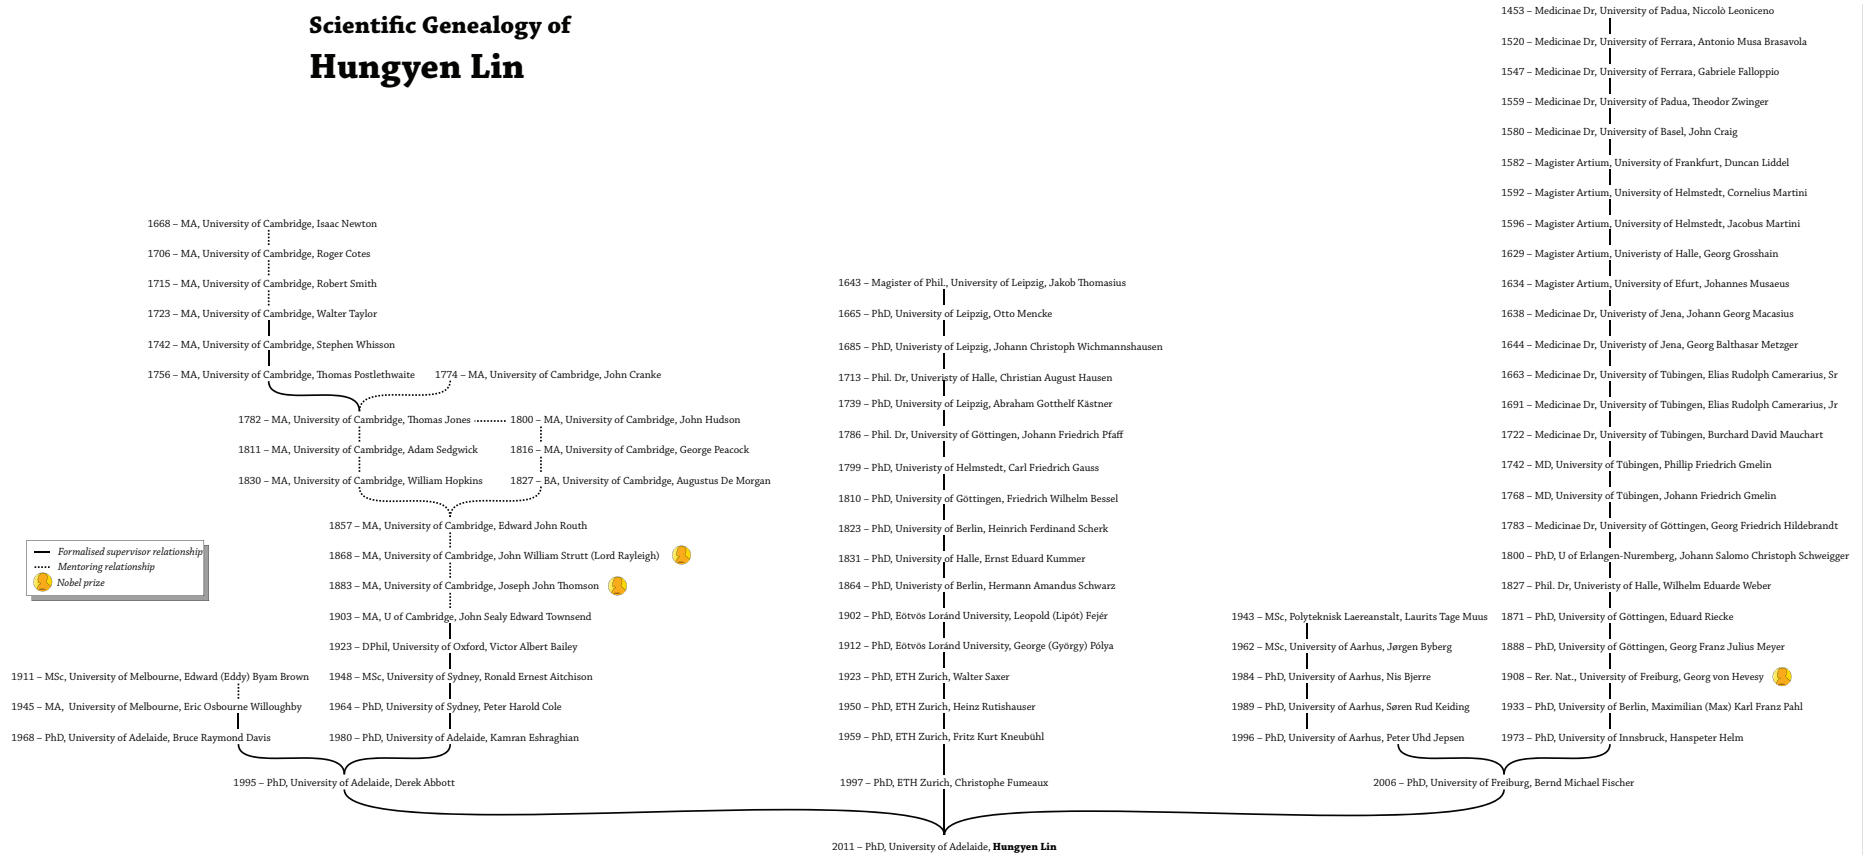 Scientific Genealogy of
Hungyen Lin
1668 – MA, University of Cambridge, Isaac Newton
1706 – MA, University of Cambridge, Roger Cotes
1715 – MA, University of Cambridge, Robert Smith
1723 – MA, University of Cambridge, Walter Taylor
1742 – MA, University of Cambridge, Stephen Whisson
1756 – MA, University of Cambridge, Thomas Postlethwaite
1774 – MA, University of Cambridge, John Cranke
1782 – MA, University of Cambridge, Thomas Jones
1800 – MA, University of Cambridge, John Hudson
1811 – MA, University of Cambridge, Adam Sedgwick
1816 – MA, University of Cambridge, George Peacock
1830 – MA, University of Cambridge, William Hopkins
1827 – BA, University of Cambridge, Augustus De Morgan
1857 – MA, University of Cambridge, Edward John Routh
1868 – MA, University of Cambridge, John William Strutt (Lord Rayleigh)
1883 – MA, University of Cambridge, Joseph John Thomson
1903 – MA, U of Cambridge, John Sealy Edward Townsend
1923 – DPhil, University of Oxford, Victor Albert Bailey
1948 – MSc, University of Sydney, Ronald Ernest Aitchison
1964 – PhD, University of Sydney, Peter Harold Cole
1980 – PhD, University of Adelaide, Kamran Eshraghian
Formalised supervisor relationship
Mentoring relationship
Nobel prize
1911 – MSc, University of Melbourne, Edward (Eddy) Byam Brown
1945 – MA, University of Melbourne, Eric Osbourne Willoughby
1968 – PhD, University of Adelaide, Bruce Raymond Davis
1995 – PhD, University of Adelaide, Derek Abbott
1643 – Magister of Phil., University of Leipzig, Jakob Thomasius
1665 – PhD, University of Leipzig, Otto Mencke
1685 – PhD, Univeristy of Leipzig, Johann Christoph Wichmannshausen
1713 – Phil. Dr, Univeristy of Halle, Christian August Hausen
1739 – PhD, University of Leipzig, Abraham Gotthelf Kästner
1786 – Phil. Dr, University of Göttingen, Johann Friedrich Pfaff
1799 – PhD, Univeristy of Helmstedt, Carl Friedrich Gauss
1810 – PhD, University of Göttingen, Friedrich Wilhelm Bessel
1823 – PhD, University of Berlin, Heinrich Ferdinand Scherk
1831 – PhD, University of Halle, Ernst Eduard Kummer
1864 – PhD, Univeristy of Berlin, Hermann Amandus Schwarz
1902 – PhD, Eötvös Loránd University, Leopold (Lipót) Fejér
1912 – PhD, Eötvös Loránd University, George (György) Pólya
1923 – PhD, ETH Zurich, Walter Saxer
1950 – PhD, ETH Zurich, Heinz Rutishauser
1959 – PhD, ETH Zurich, Fritz Kurt Kneubühl
1997 – PhD, ETH Zurich, Christophe Fumeaux
1943 – MSc, Polyteknisk Laereanstalt, Laurits Tage Muus
1962 – MSc, University of Aarhus, Jørgen Byberg
1984 – PhD, University of Aarhus, Nis Bjerre
1989 – PhD, University of Aarhus, Søren Rud Keiding
1996 – PhD, University of Aarhus, Peter Uhd Jepsen
1453 – Medicinae Dr, University of Padua, Niccolò Leoniceno
1520 – Medicinae Dr, University of Ferrara, Antonio Musa Brasavola
1547 – Medicinae Dr, University of Ferrara, Gabriele Falloppio
1559 – Medicinae Dr, University of Padua, Theodor Zwinger
1580 – Medicinae Dr, University of Basel, John Craig
1582 – Magister Artium, University of Frankfurt, Duncan Liddel
1592 – Magister Artium, University of Helmstedt, Cornelius Martini
1596 – Magister Artium, University of Helmstedt, Jacobus Martini
1629 – Magister Artium, Univeristy of Halle, Georg Grosshain
1634 – Magister Artium, University of Efurt, Johannes Musaeus
1638 – Medicinae Dr, Univeristy of Jena, Johann Georg Macasius
1644 – Medicinae Dr, Univeristy of Jena, Georg Balthasar Metzger
1663 – Medicinae Dr, University of Tübingen, Elias Rudolph Camerarius, Sr
1691 – Medicinae Dr, University of Tübingen, Elias Rudolph Camerarius, Jr
1722 – Medicinae Dr, University of Tübingen, Burchard David Mauchart
1742 – MD, University of Tübingen, Phillip Friedrich Gmelin
1768 – MD, University of Tübingen, Johann Friedrich Gmelin
1783 – Medicinae Dr, University of Göttingen, Georg Friedrich Hildebrandt
1800 – PhD, U of Erlangen-Nuremberg, Johann Salomo Christoph Schweigger
1827 – Phil. Dr, Univeristy of Halle, Wilhelm Eduarde Weber
1871 – PhD, University of Göttingen, Eduard Riecke
1888 – PhD, University of Göttingen, Georg Franz Julius Meyer
1908 – Rer. Nat., University of Freiburg, Georg von Hevesy
1933 – PhD, University of Berlin, Maximilian (Max) Karl Franz Pahl
1973 – PhD, University of Innsbruck, Hanspeter Helm
2006 – PhD, University of Freiburg, Bernd Michael Fischer
2011 – PhD, University of Adelaide, Hungyen Lin